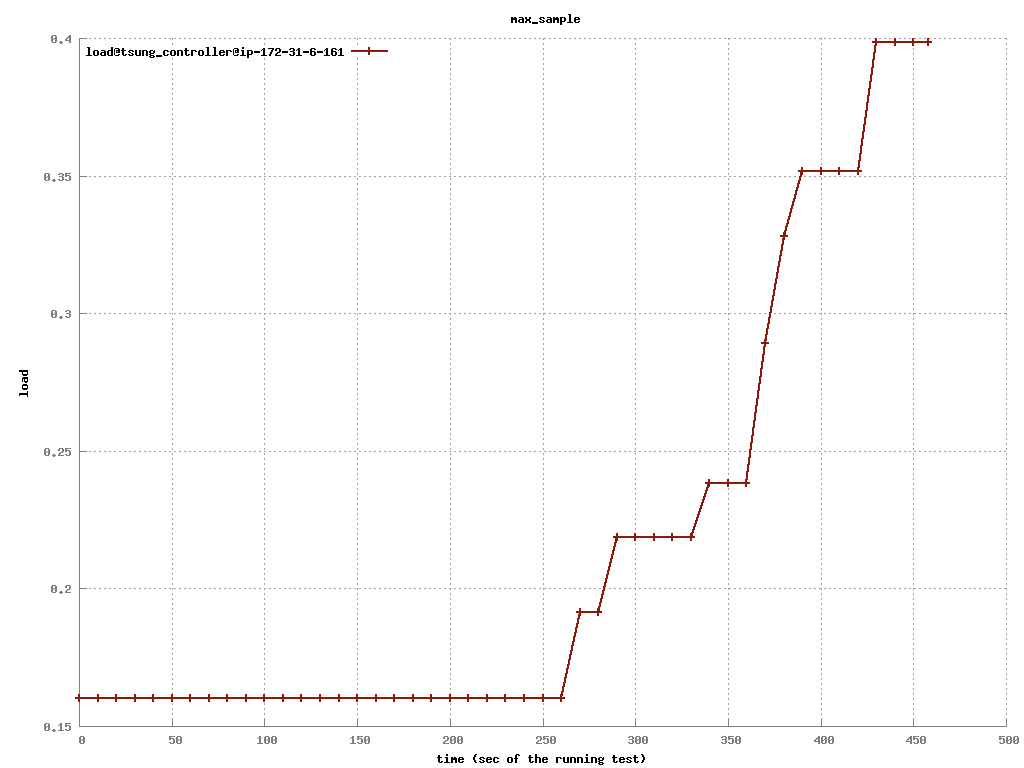 max_sample
load@tsung_controller@ip-172-31-6-161
0.4
0.35
0.3
0.25
0.2
0.15
load
0 50 100 150 200 250 300 350 400 450 500
time (sec of the running test)